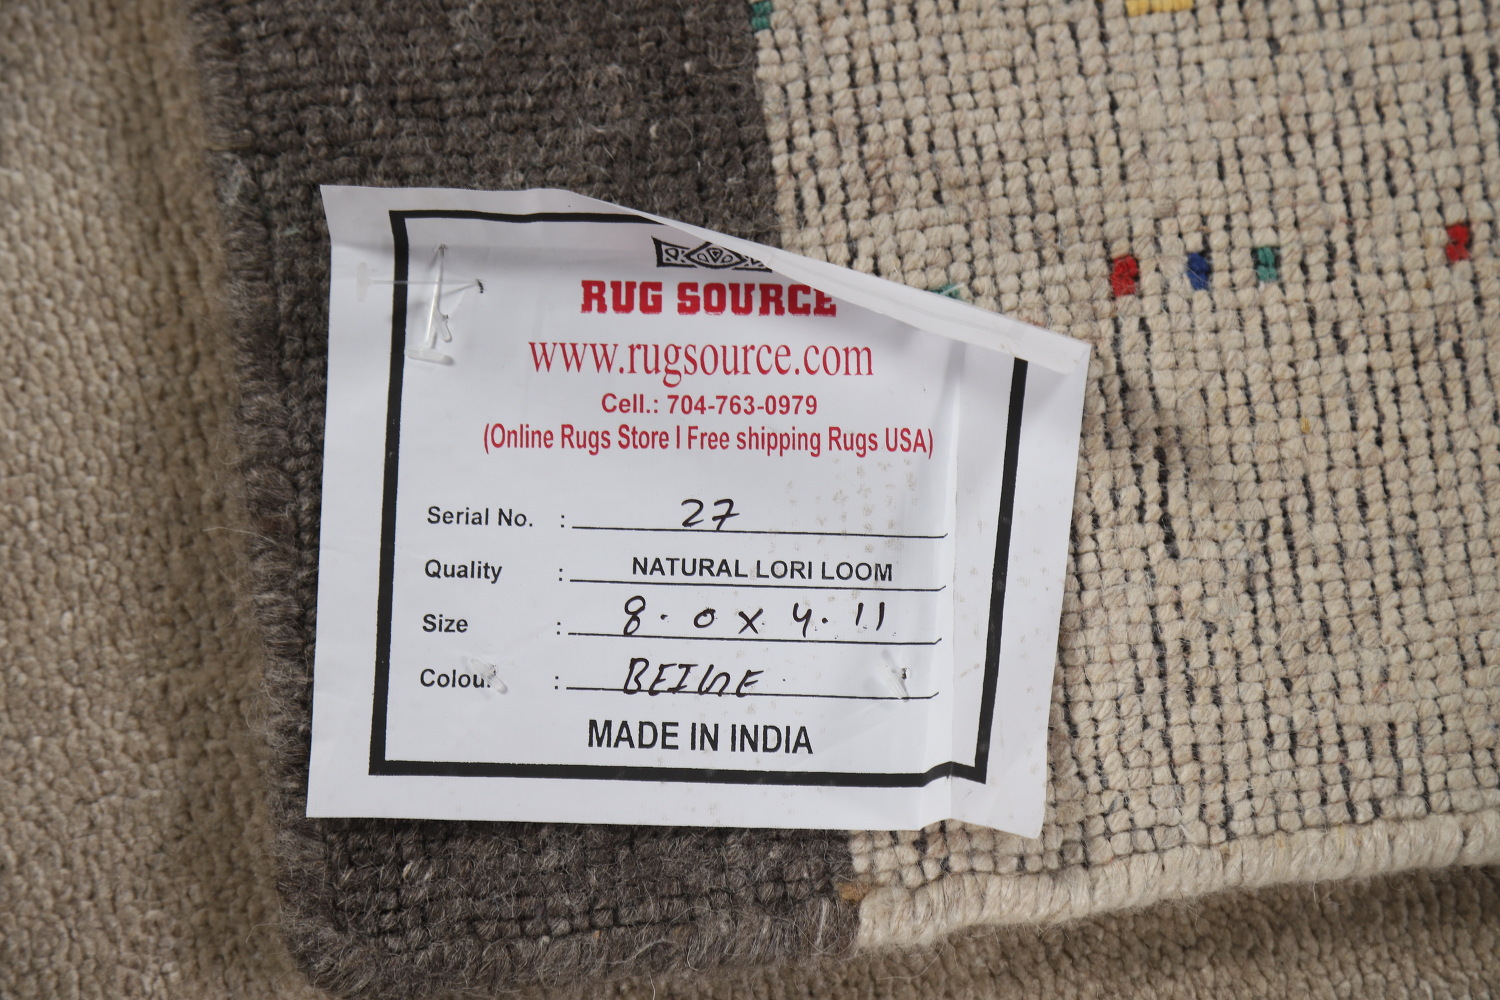 RUG SOURCE
www.rugsource.com
Cell.: 704-763-0979
(Online Rugs Store I Free shipping Rugs USA)
Serial No. : 27
Quality : NATURAL LORI LOOM
Size : 8.0 x 4.11
Colour : BEIGE
MADE IN INDIA